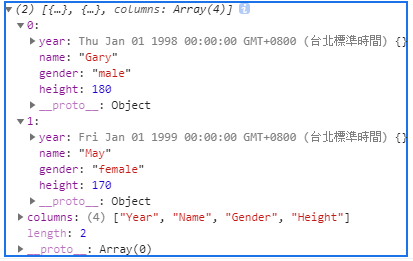 ▼(2) [{…}, {…}, columns: Array(4)] i
▼0:
▶year: Thu Jan 01 1998 00:00:00 GMT+0800 (台北標準時間) {}
name: "Gary"
gender: "male"
height: 180
▶__proto__: Object
▼1:
▶year: Fri Jan 01 1999 00:00:00 GMT+0800 (台北標準時間) {}
name: "May"
gender: "female"
height: 170
▶__proto__: Object
▶columns: (4) ["Year", "Name", "Gender", "Height"]
length: 2
▶__proto__: Array(0)